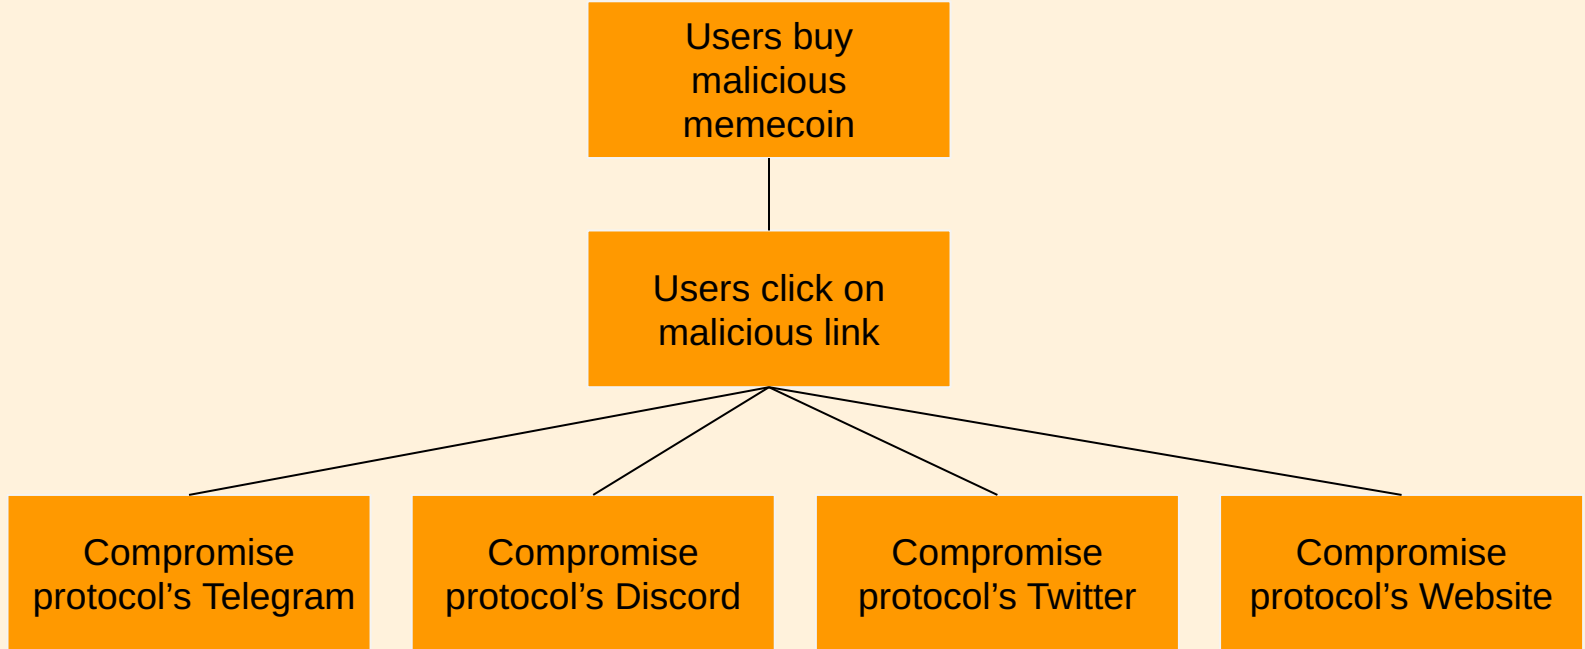 Users buy
malicious
memecoin
Users click on
malicious link
Compromise
protocol’s Telegram
Compromise
protocol’s Discord
Compromise
protocol’s Twitter
Compromise
protocol’s Website